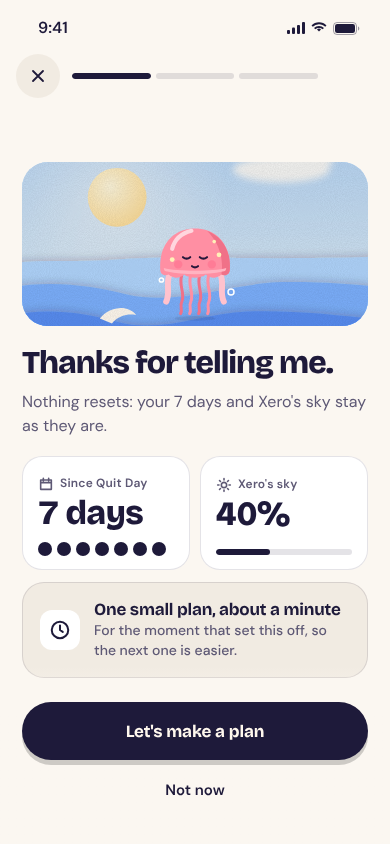 9:41
Thanks for telling me.
Nothing resets: your 7 days and Xero's sky stay
as they are.
Since Quit Day
7 days
Xero's sky
40%
One small plan, about a minute
For the moment that set this off, so
the next one is easier.
Let's make a plan
Not now